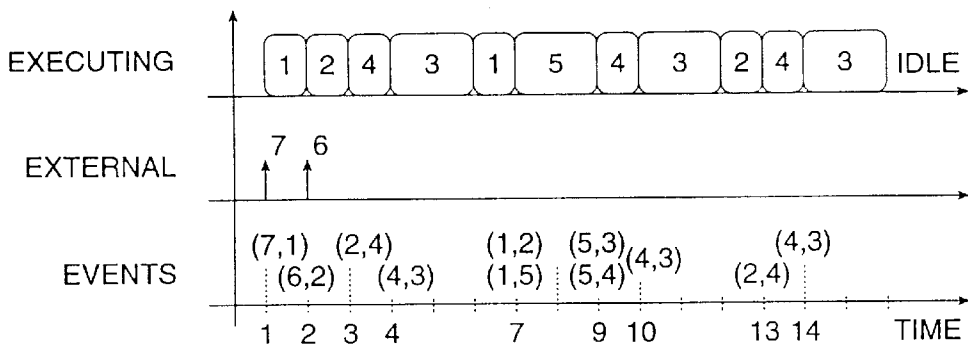 EXECUTING 1 2 4 3 1 5 4 3 2 4 3 IDLE
7 6
EXTERNAL
(7,1) (2,4) (1,2) (5,3) (4,3) (4,3)
EVENTS (6,2) (4,3) (1,5) (5,4) (2,4)
1 2 3 4 7 9 10 13 14 TIME